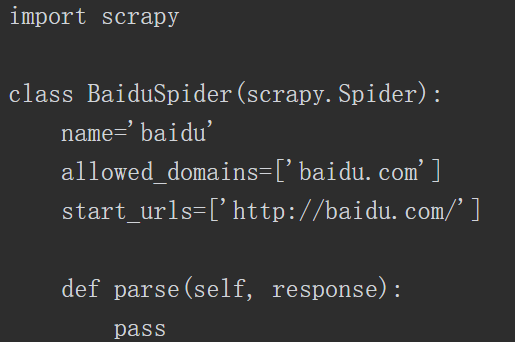 import scrapy
class BaiduSpider(scrapy.Spider):
    name='baidu'
    allowed_domains=['baidu.com']
    start_urls=['http://baidu.com/']
    def parse(self, response):
        pass